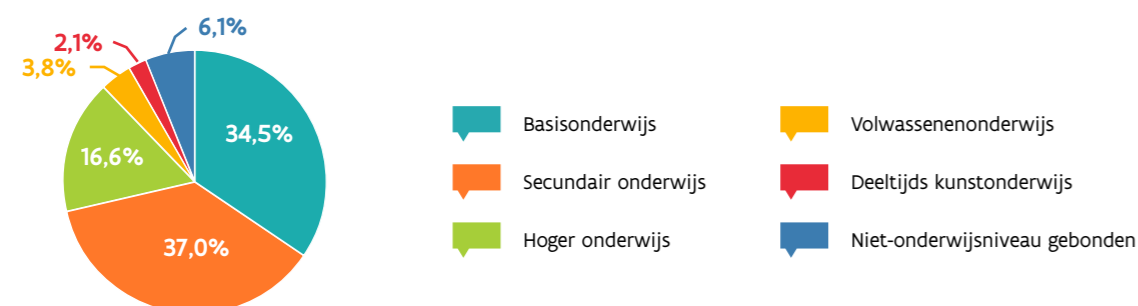 6,1%
2,1%
3,8%
34,5%
16,6%
37,0%
Basisonderwijs
Secundair onderwijs
Hoger onderwijs
Volwassenenonderwijs
Deeltijds kunstonderwijs
Niet-onderwijsniveau gebonden